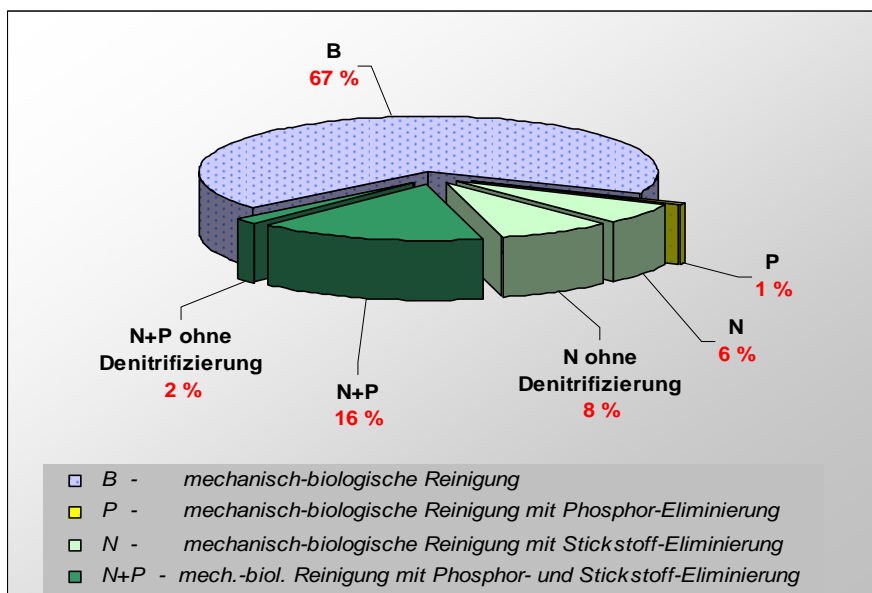 B
67 %
P
1 %
N
6 %
N ohne
Denitrifizierung
8 %
N+P
16 %
N+P ohne
Denitrifizierung
2 %
B - mechanisch-biologische Reinigung
P - mechanisch-biologische Reinigung mit Phosphor-Eliminierung
N - mechanisch-biologische Reinigung mit Stickstoff-Eliminierung
N+P - mech.-biol. Reinigung mit Phosphor- und Stickstoff-Eliminierung